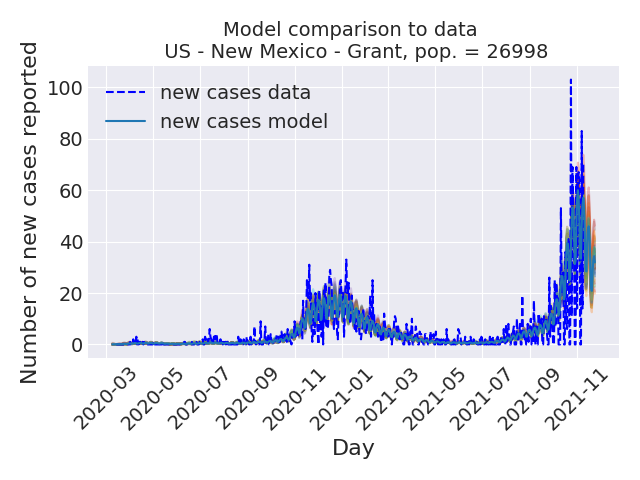 Model comparison to data
US - New Mexico - Grant, pop. = 26998
Number of new cases reported
100
80
60
40
20
0
new cases data
new cases model
2020-03
2020-05
2020-07
2020-09
2020-11
2021-01
2021-03
2021-05
2021-07
2021-09
2021-11
Day